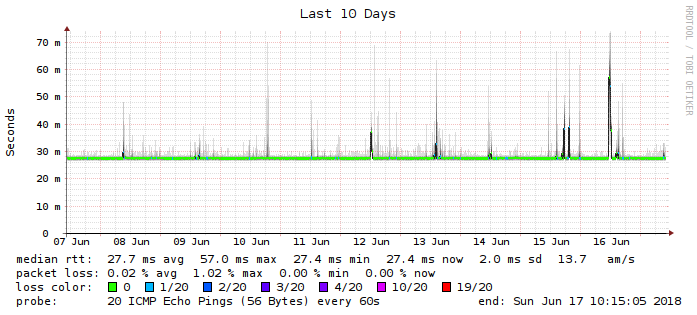 Last 10 Days
RRDTOOL / TOBI OETIKER
Seconds
70 m
60 m
50 m
40 m
30 m
20 m
10 m
0
07 Jun 08 Jun 09 Jun 10 Jun 11 Jun 12 Jun 13 Jun 14 Jun 15 Jun 16 Jun
median rtt: 27.7 ms avg 57.0 ms max 27.4 ms min 27.4 ms now 2.0 ms sd 13.7 am/s
packet loss: 0.02 % avg 1.02 % max 0.00 % min 0.00 % now
loss color: 0 1/20 2/20 3/20 4/20 10/20 19/20
probe: 20 ICMP Echo Pings (56 Bytes) every 60s end: Sun Jun 17 10:15:05 2018